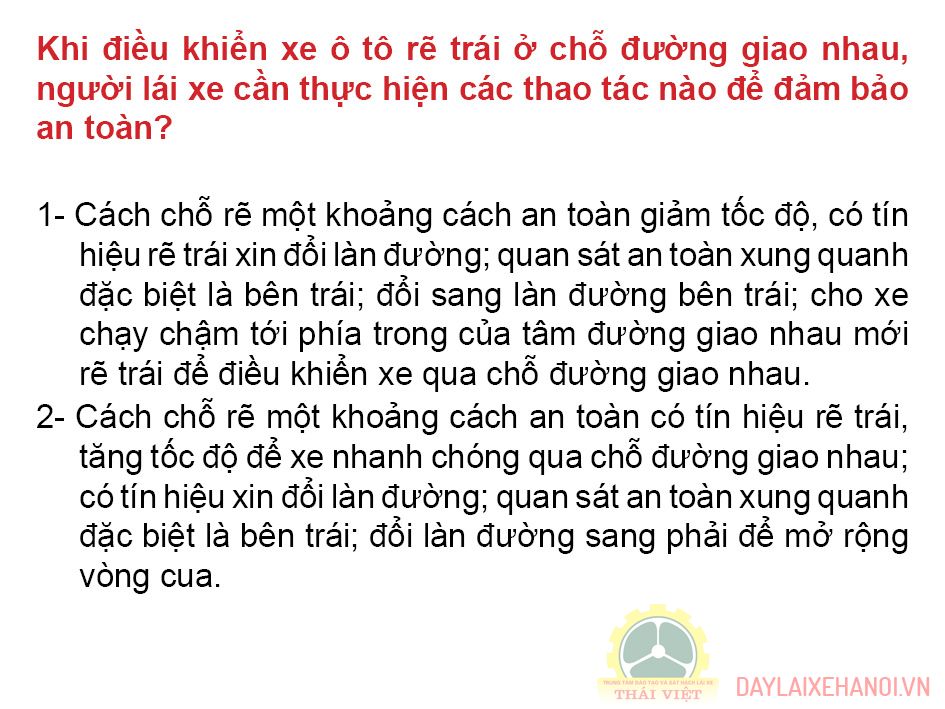 Khi điều khiển xe ô tô rẽ trái ở chỗ đường giao nhau,
người lái xe cần thực hiện các thao tác nào để đảm bảo
an toàn?
1- Cách chỗ rẽ một khoảng cách an toàn giảm tốc độ, có tín
hiệu rẽ trái xin đổi làn đường; quan sát an toàn xung quanh
đặc biệt là bên trái; đổi sang làn đường bên trái; cho xe
chạy chậm tới phía trong của tâm đường giao nhau mới
rẽ trái để điều khiển xe qua chỗ đường giao nhau.
2- Cách chỗ rẽ một khoảng cách an toàn có tín hiệu rẽ trái,
tăng tốc độ để xe nhanh chóng qua chỗ đường giao nhau;
có tín hiệu xin đổi làn đường; quan sát an toàn xung quanh
đặc biệt là bên trái; đổi làn đường sang phải để mở rộng
vòng cua.
TRUNG TÂM ĐÀO TẠO VÀ SÁT HẠCH LÁI XE
THÁI VIỆT
DAYLAIXEHANOI.VN